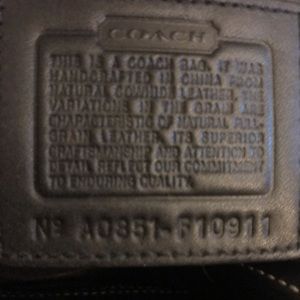 COACH
THIS IS A COACH BAG. IT WAS
HANDCRAFTED IN CHINA FROM
NATURAL COWHIDE LEATHER. THE
VARIATIONS IN THE GRAIN ARE
CHARACTERISTIC OF NATURAL FULL-
GRAIN LEATHER. ITS SUPERIOR
CRAFTSMANSHIP AND ATTENTION TO
DETAIL REFLECT OUR COMMITMENT
TO ENDURING QUALITY.
Nº A0851-F10911